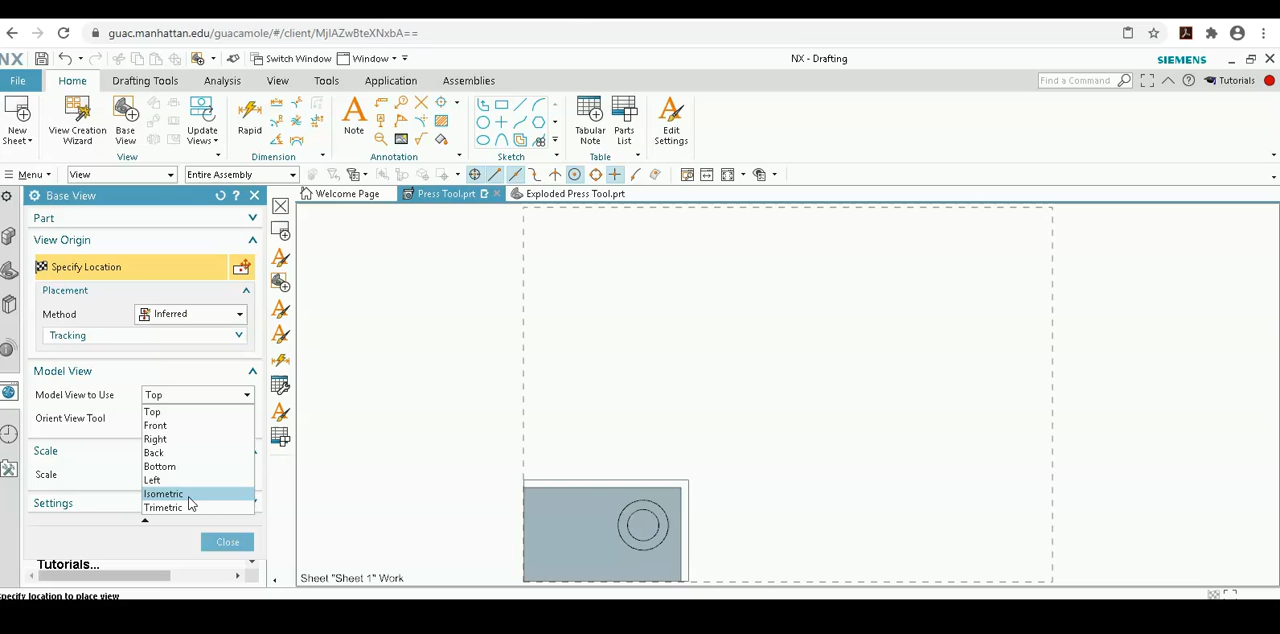 guac.manhattan.edu/guacamole/#/client/MjlAZwBteXNxbA==
NX
Switch Window
Window
NX - Drafting
SIEMENS
File
Home
Drafting Tools
Analysis
View
Tools
Application
Assemblies
Find a Command
Tutorials
New Sheet
View Creation Wizard
Base View
Update Views
Rapid
Note
Tabular Note
Parts List
Edit Settings
View
Dimension
Annotation
Sketch
Table
Menu
View
Entire Assembly
Base View
Welcome Page
Press Tool.prt
Exploded Press Tool.prt
Part
View Origin
Specify Location
Placement
Method
Inferred
Tracking
Model View
Model View to Use
Top
Orient View Tool
Top
Front
Right
Back
Bottom
Left
Isometric
Trimetric
Scale
Scale
Settings
Close
Tutorials...
Sheet "Sheet 1" Work
Specify location to place view